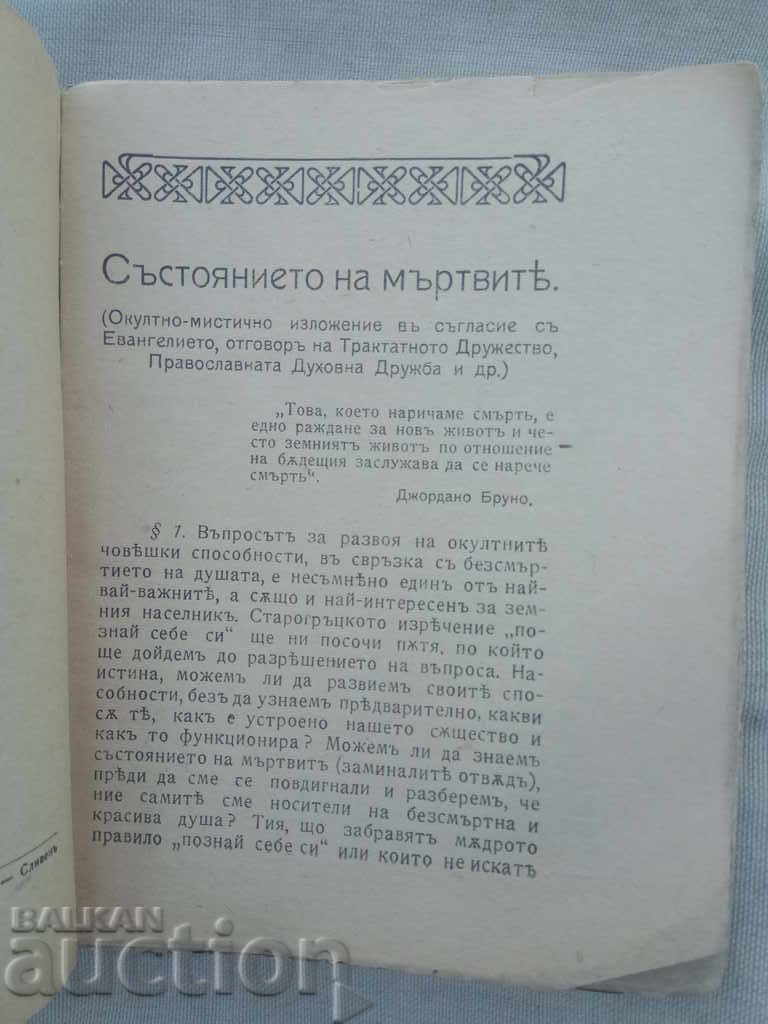 Състоянието на мъртвитѣ.
(Окултно-мистично изложение въ съгласие съ
Евангелието, отговоръ на Трактатното Дружество,
Православната Духовна Дружба и др.)
„Това, което наричаме смърть, е
едно раждане за новъ животъ и че-
сто земниятъ животъ по отношение
на бѫдещия заслужава да се нарече
смърть“.
Джордано Бруно.
§ 1. Въпросътъ за развоя на окултнитѣ
човѣшки способности, въ свръзка съ безсмър-
тието на душата, е несъмнѣно единъ отъ най-
вай-важнитѣ, а сѫщо и най-интересенъ за зем-
ния населникъ. Старогръцкото изрѣчение „по-
знай себе си“ ще ни посочи пѫтя, по който
ще дойдемъ до разрѣшението на въпроса. На-
истина, можемъ ли да развиемъ своитѣ спо-
собности, безъ да узнаемъ прѣдварително, какви
сѫ тѣ, какъ е устроено нашето сѫщество и
какъ то функционира? Можемъ ли да знаемъ
състоянието на мъртвитѣ (заминалитѣ отвѫдъ),
прѣди да сме се повдигнали и разберемъ, че
ние самитѣ сме носители на безсмъртна и
красива душа? Тия, що забравятъ мѫдрото
правило „познай себе си“ или които не искатѣ
— Сливенъ
BALKAN
auction